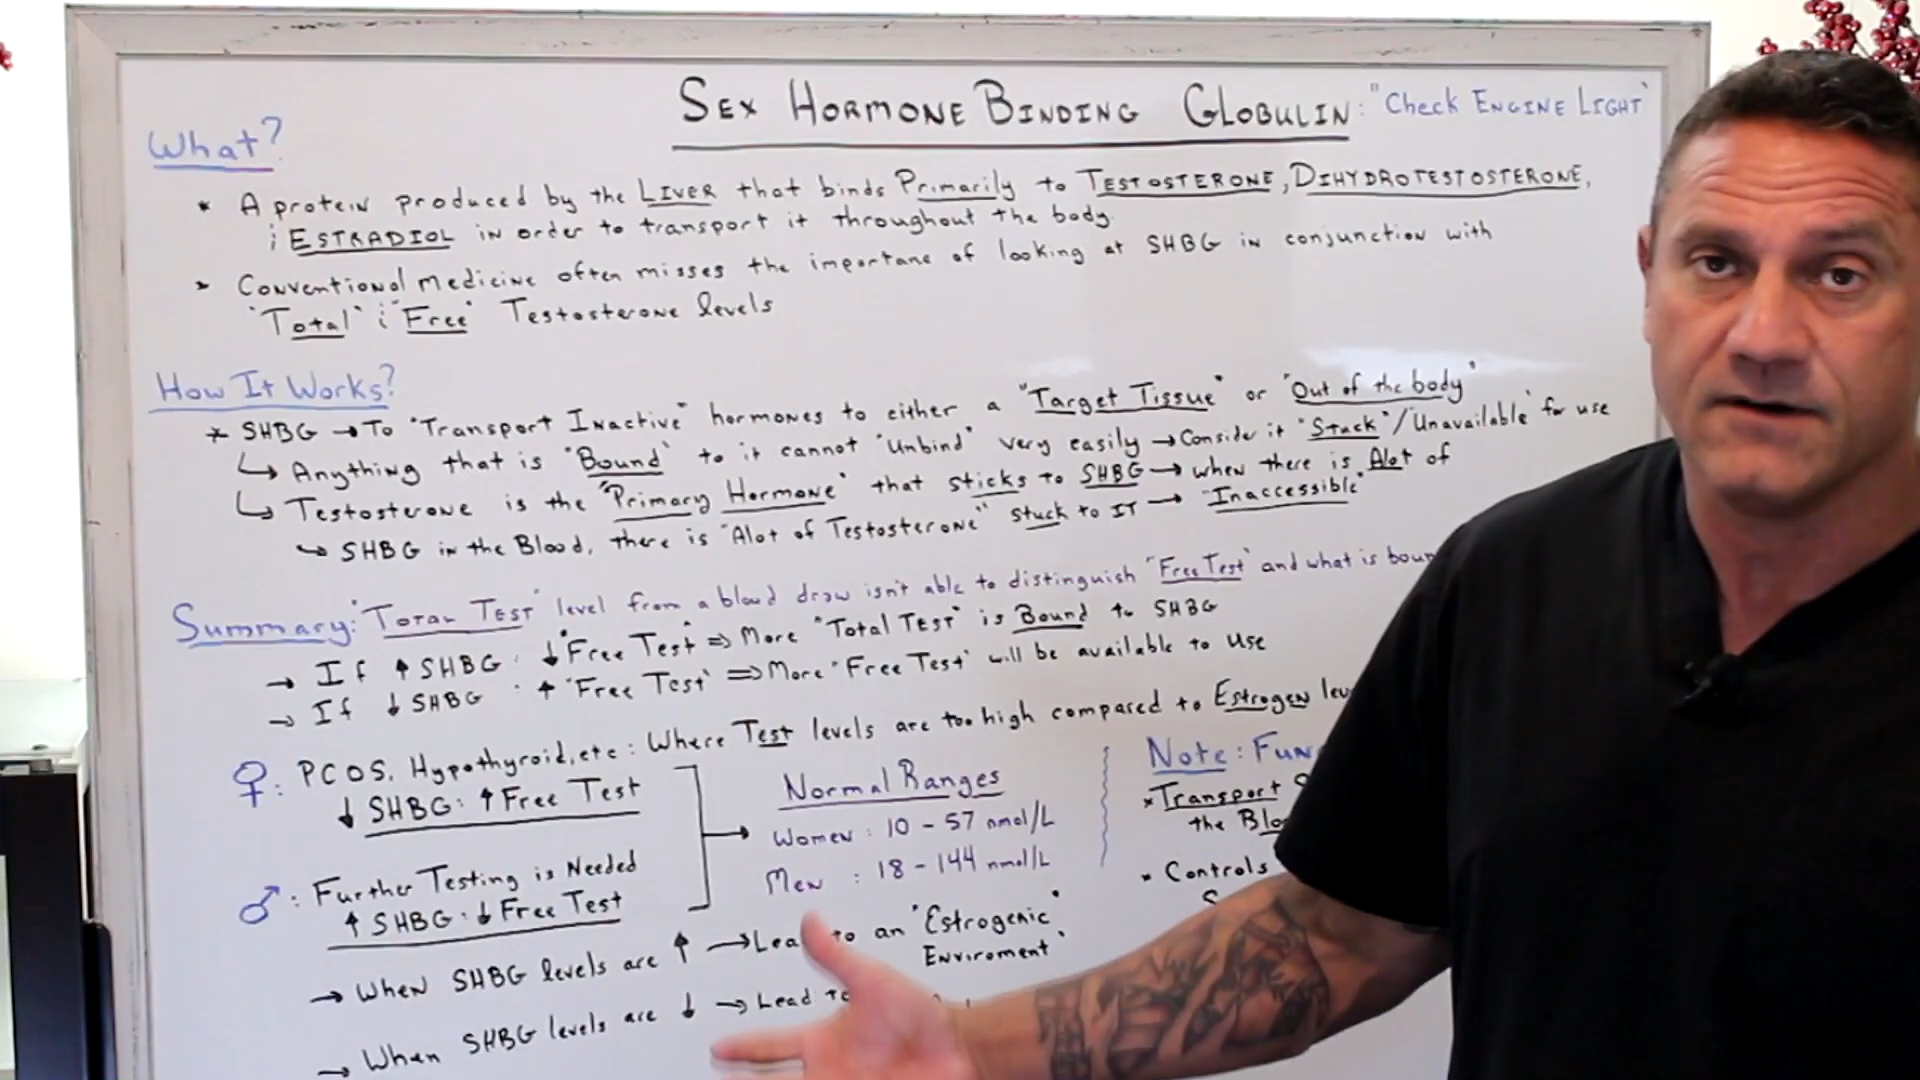 SEX HORMONE BINDING GLOBULIN: "Check ENGINE LIGHT"
What?
* A protein produced by the LIVER that binds Primarily to TESTOSTERONE, DIHYDROTESTOSTERONE,
; ESTRADIOL in order to transport it throughout the body.
* Conventional medicine often misses the importane of looking at SHBG in conjunction with
"Total" ; "Free" Testosterone levels
How It Works?
* SHBG → To "Transport Inactive" hormones to either a "Target Tissue" or "Out of the body"
↳ Anything that is "Bound" to it cannot "Unbind" very easily → Consider it "Stuck"/"Unavailable" for use
↳ Testosterone is the "Primary Hormone" that sticks to SHBG → when there is Alot of
↳ SHBG in the Blood, there is "Alot of Testosterone" stuck to IT → "Inaccessible"
Summary: "TOTAL TEST" level from a blood draw isn't able to distinguish "Free Test" and what is boun
→ If ↑ SHBG : ↓ "Free Test" ⇒ More "Total TEST" is Bound to SHBG
→ If ↓ SHBG : ↑ "Free Test" ⇒ More "Free Test" will be available to use
♀: PCOS, Hypothyroid, etc: Where Test levels are too high compared to Estrogen lev
↓ SHBG: ↑ Free Test
♂: Further Testing is Needed
↑ SHBG: ↓ Free Test
Normal Ranges
Women : 10 - 57 nmol/L
Men : 18 - 144 nmol/L
→ When SHBG levels are ↑ → Lea to an "Estrogenic
Enviroment"
→ When SHBG levels are ↓ → Lead to
Note: Fun
* Transport
the Blo
* Controls